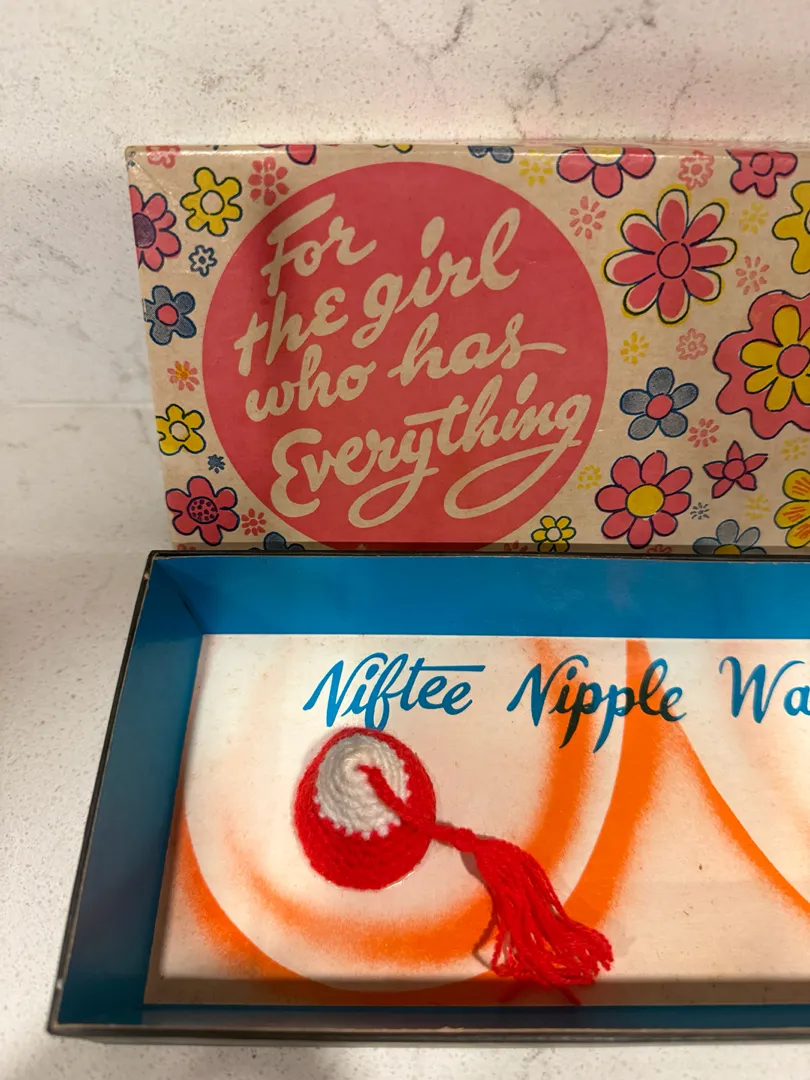 For
the girl
who has
Everything
Niftee Nipple Wa